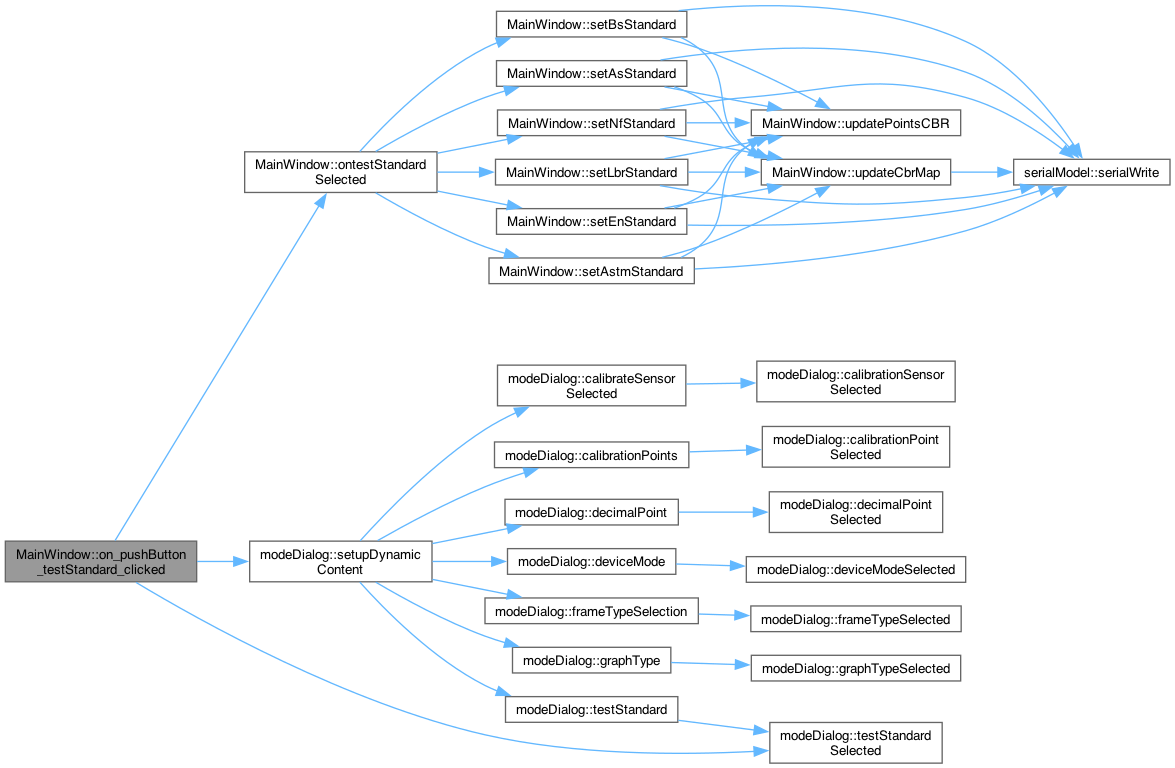 MainWindow::on_pushButton
_testStandard_clicked
MainWindow::ontestStandard
Selected
MainWindow::setBsStandard
MainWindow::setAsStandard
MainWindow::setNfStandard
MainWindow::setLbrStandard
MainWindow::setEnStandard
MainWindow::setAstmStandard
MainWindow::updatePointsCBR
MainWindow::updateCbrMap
serialModel::serialWrite
modeDialog::setupDynamic
Content
modeDialog::calibrateSensor
Selected
modeDialog::calibrationSensor
Selected
modeDialog::calibrationPoints
modeDialog::calibrationPoint
Selected
modeDialog::decimalPoint
modeDialog::decimalPoint
Selected
modeDialog::deviceMode
modeDialog::deviceModeSelected
modeDialog::frameTypeSelection
modeDialog::frameTypeSelected
modeDialog::graphType
modeDialog::graphTypeSelected
modeDialog::testStandard
modeDialog::testStandard
Selected